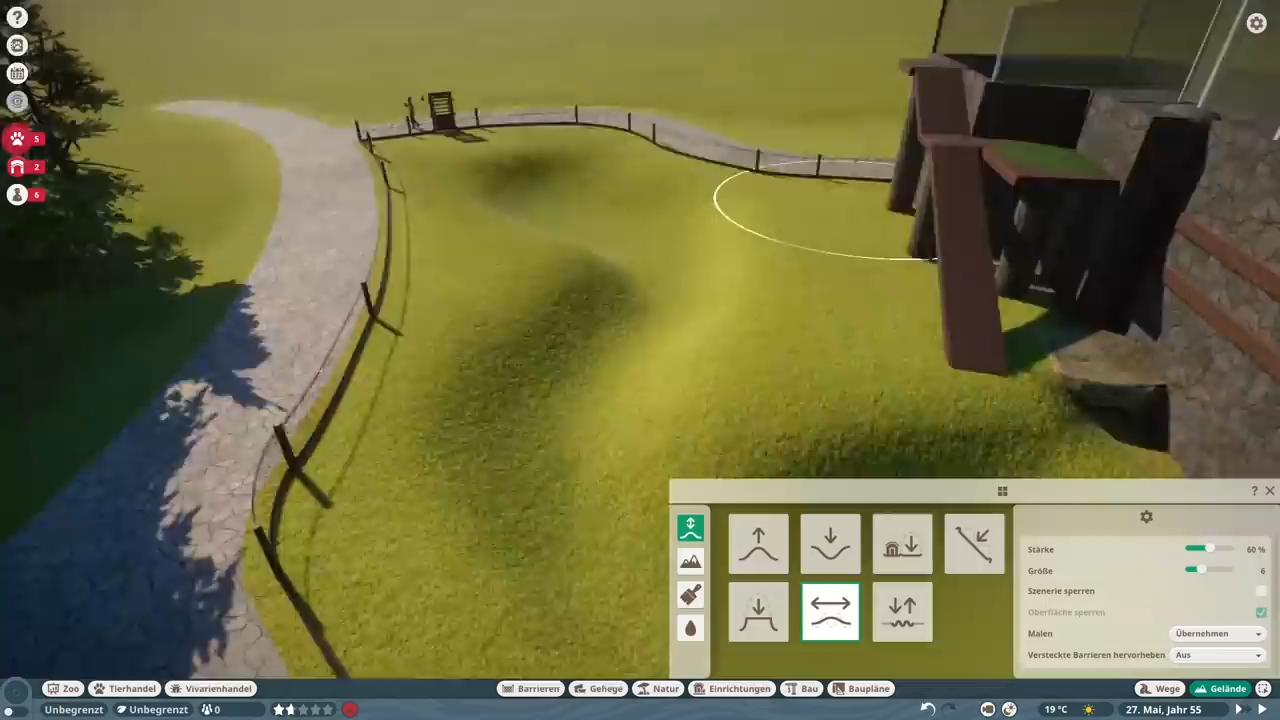 ?
5
2
6
?
Stärke 60 %
Größe 6
Szenerie sperren
Oberfläche sperren
Malen Übernehmen
Versteckte Barrieren hervorheben Aus
Zoo Tierhandel Vivarienhandel Barrieren Gehege Natur Einrichtungen Bau Baupläne Wege Gelände
Unbegrenzt Unbegrenzt 0 19 °C 27. Mai, Jahr 55